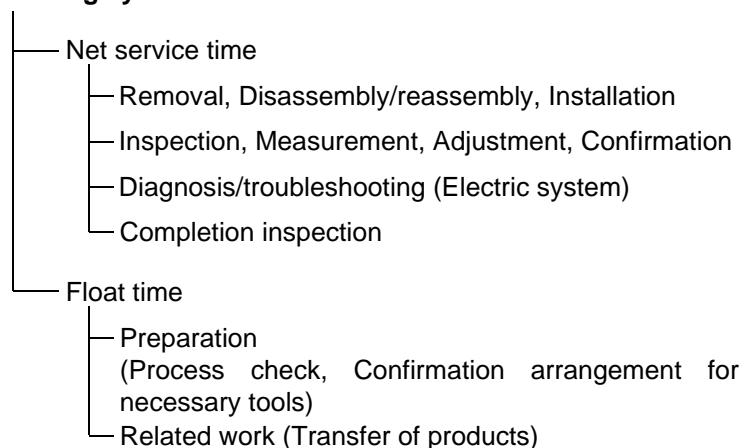 Net service time
Removal, Disassembly/reassembly, Installation
Inspection, Measurement, Adjustment, Confirmation
Diagnosis/troubleshooting (Electric system)
Completion inspection
Float time
Preparation
(Process check, Confirmation arrangement for
necessary tools)
Related work (Transfer of products)